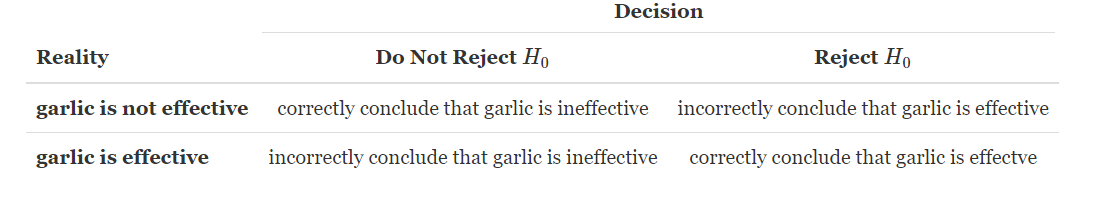 Decision
Reality Do Not Reject H0 Reject H0
garlic is not effective correctly conclude that garlic is ineffective incorrectly conclude that garlic is effective
garlic is effective incorrectly conclude that garlic is ineffective correctly conclude that garlic is effectve